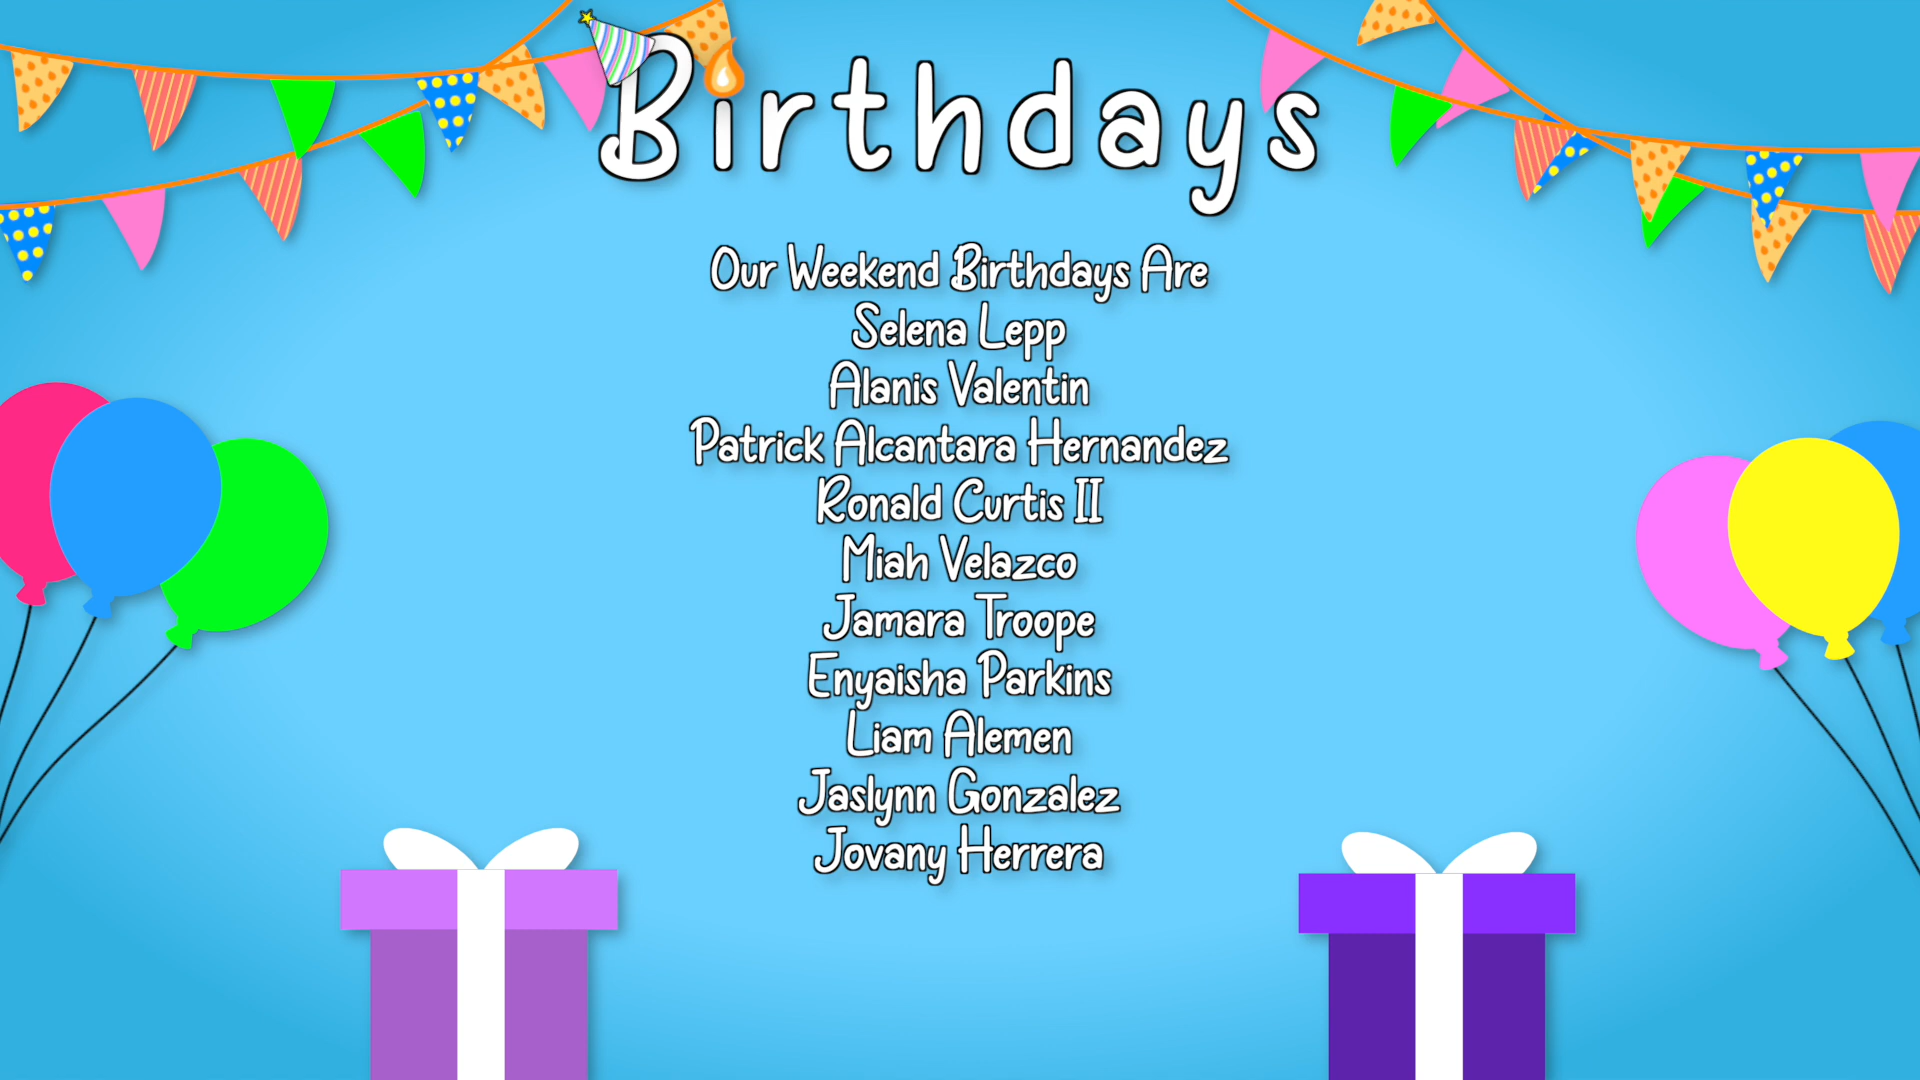 Birthdays
Our Weekend Birthdays Are
Selena Lepp
Alanis Valentin
Patrick Alcantara Hernandez
Ronald Curtis II
Miah Velazco
Jamara Troope
Enyaisha Parkins
Liam Alemen
Jaslynn Gonzalez
Jovany Herrera